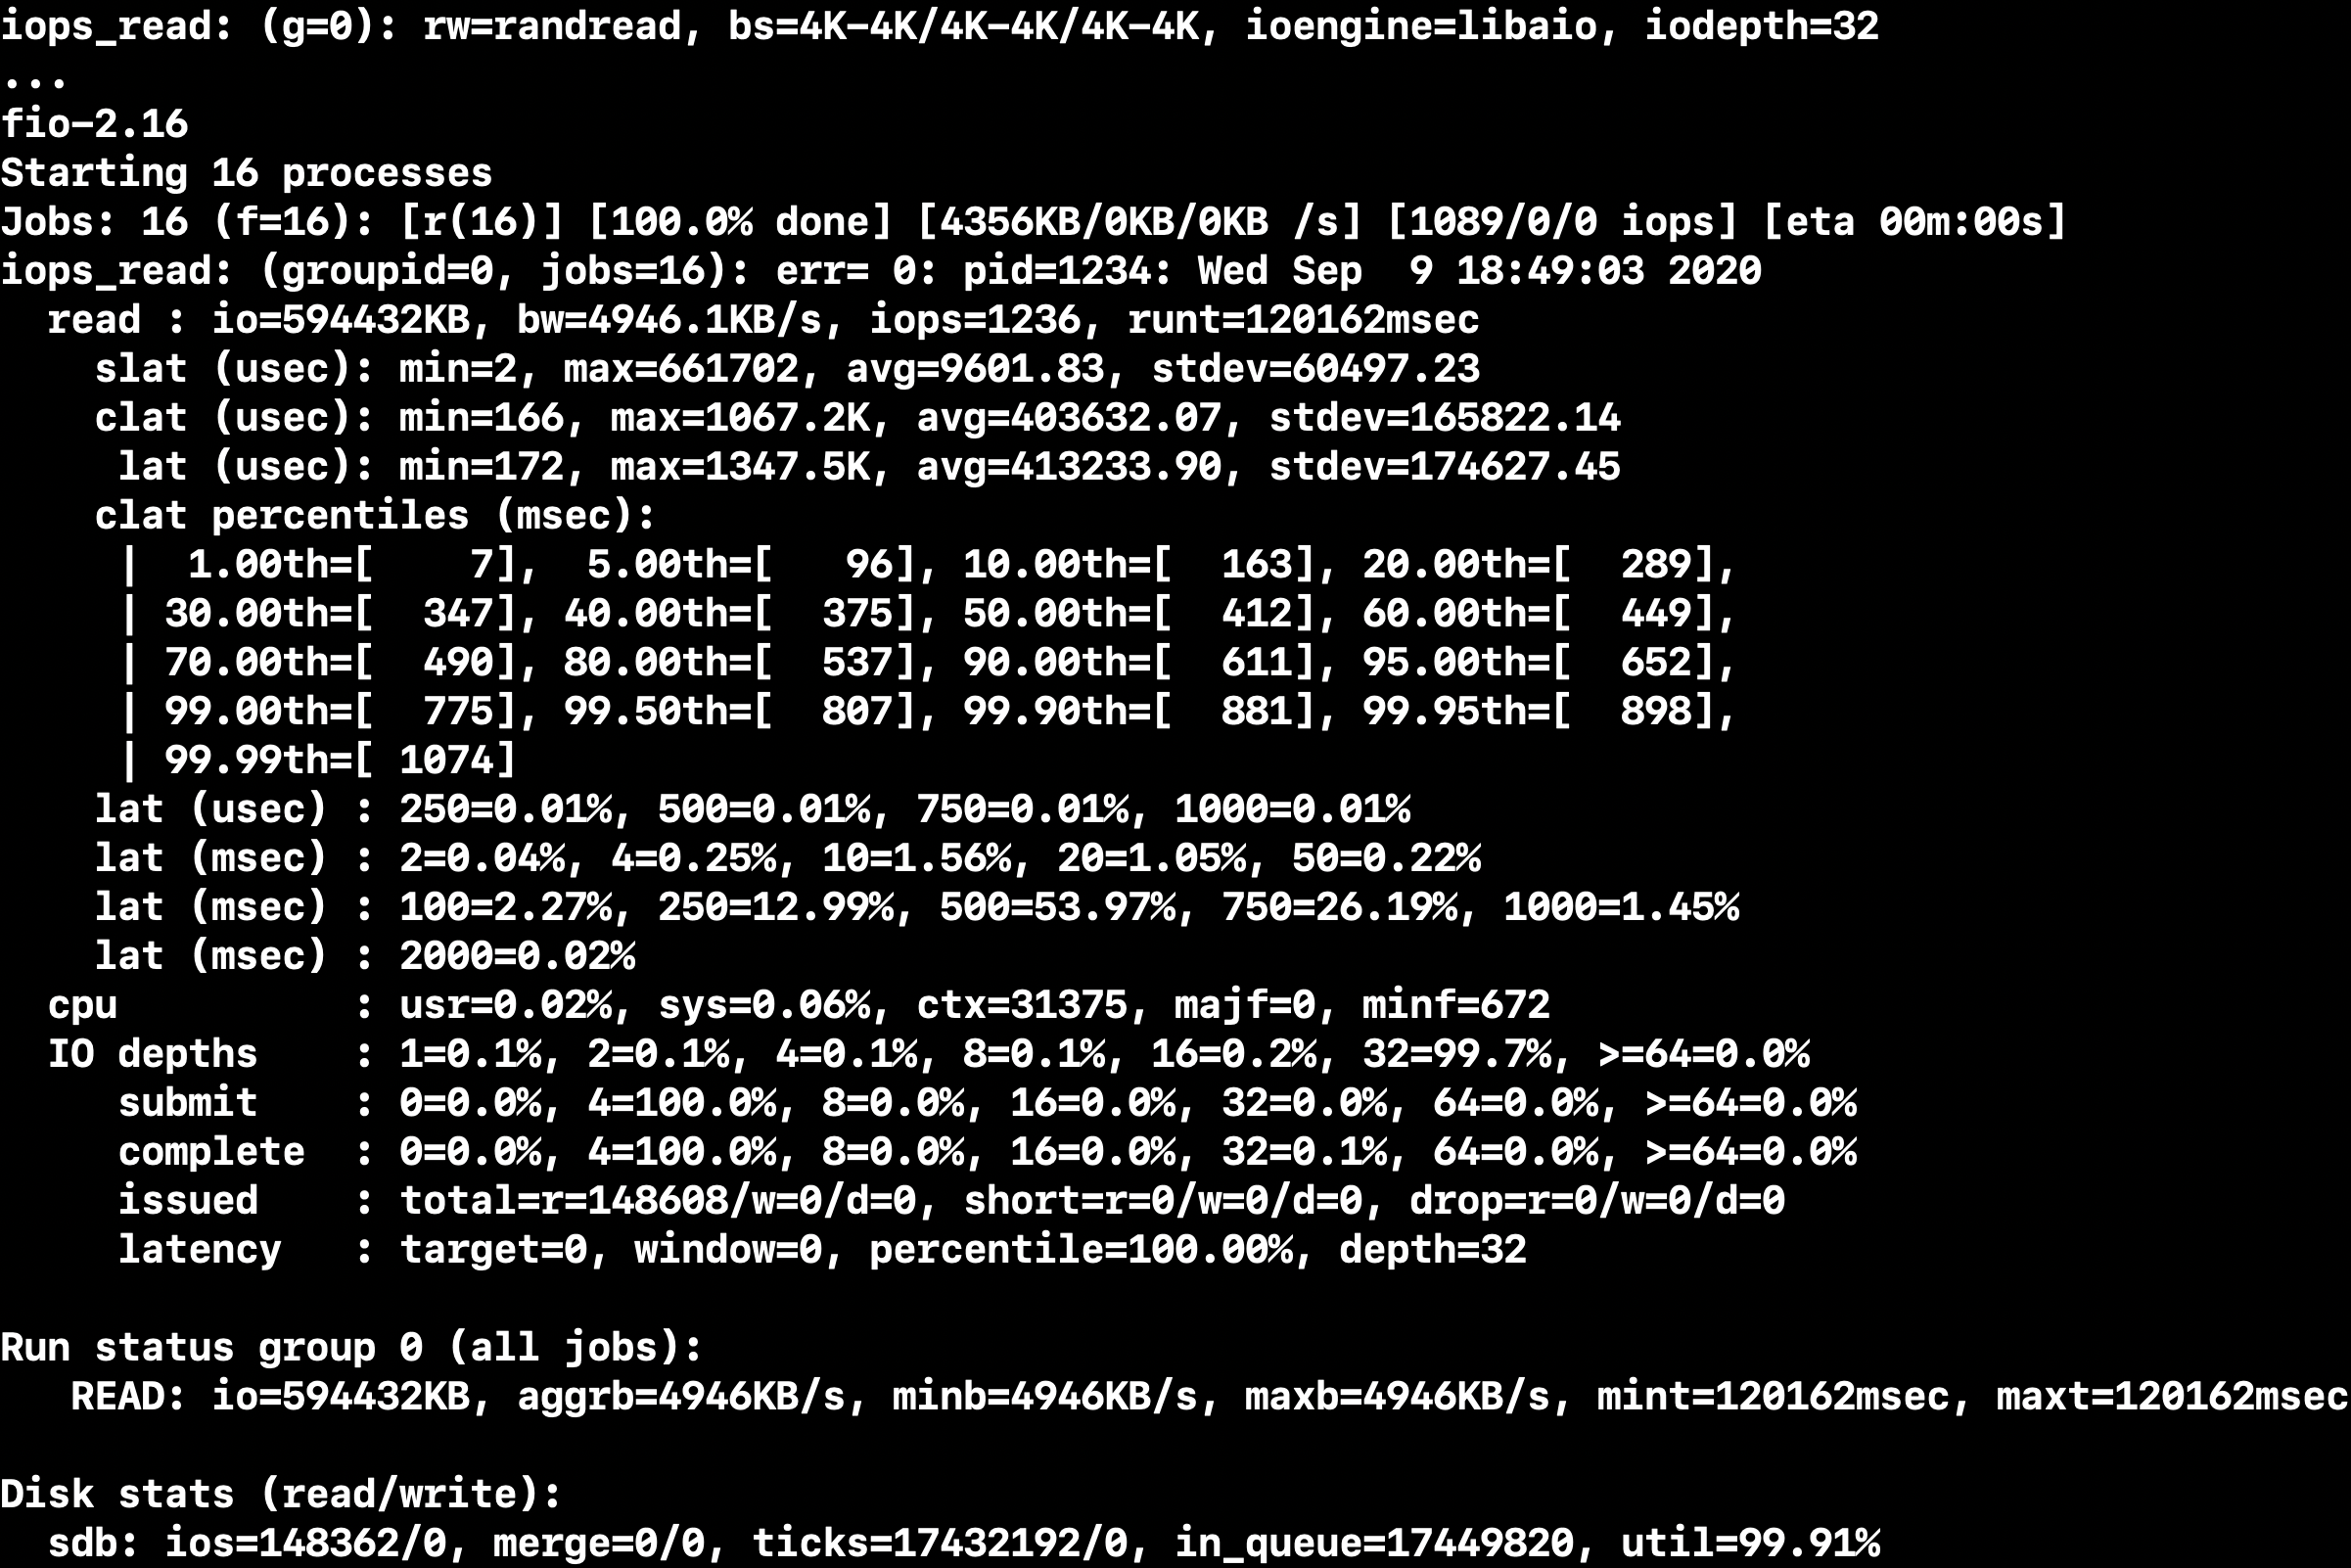 iops_read: (g=0): rw=randread, bs=4K-4K/4K-4K/4K-4K, ioengine=libaio, iodepth=32
...
fio-2.16
Starting 16 processes
Jobs: 16 (f=16): [r(16)] [100.0% done] [4356KB/0KB/0KB /s] [1089/0/0 iops] [eta 00m:00s]
iops_read: (groupid=0, jobs=16): err= 0: pid=1234: Wed Sep  9 18:49:03 2020
  read : io=594432KB, bw=4946.1KB/s, iops=1236, runt=120162msec
    slat (usec): min=2, max=661702, avg=9601.83, stdev=60497.23
    clat (usec): min=166, max=1067.2K, avg=403632.07, stdev=165822.14
     lat (usec): min=172, max=1347.5K, avg=413233.90, stdev=174627.45
    clat percentiles (msec):
     |  1.00th=[    7],  5.00th=[   96], 10.00th=[  163], 20.00th=[  289],
     | 30.00th=[  347], 40.00th=[  375], 50.00th=[  412], 60.00th=[  449],
     | 70.00th=[  490], 80.00th=[  537], 90.00th=[  611], 95.00th=[  652],
     | 99.00th=[  775], 99.50th=[  807], 99.90th=[  881], 99.95th=[  898],
     | 99.99th=[ 1074]
    lat (usec) : 250=0.01%, 500=0.01%, 750=0.01%, 1000=0.01%
    lat (msec) : 2=0.04%, 4=0.25%, 10=1.56%, 20=1.05%, 50=0.22%
    lat (msec) : 100=2.27%, 250=12.99%, 500=53.97%, 750=26.19%, 1000=1.45%
    lat (msec) : 2000=0.02%
  cpu          : usr=0.02%, sys=0.06%, ctx=31375, majf=0, minf=672
  IO depths    : 1=0.1%, 2=0.1%, 4=0.1%, 8=0.1%, 16=0.2%, 32=99.7%, >=64=0.0%
     submit    : 0=0.0%, 4=100.0%, 8=0.0%, 16=0.0%, 32=0.0%, 64=0.0%, >=64=0.0%
     complete  : 0=0.0%, 4=100.0%, 8=0.0%, 16=0.0%, 32=0.1%, 64=0.0%, >=64=0.0%
     issued    : total=r=148608/w=0/d=0, short=r=0/w=0/d=0, drop=r=0/w=0/d=0
     latency   : target=0, window=0, percentile=100.00%, depth=32

Run status group 0 (all jobs):
   READ: io=594432KB, aggrb=4946KB/s, minb=4946KB/s, maxb=4946KB/s, mint=120162msec, maxt=120162msec

Disk stats (read/write):
  sdb: ios=148362/0, merge=0/0, ticks=17432192/0, in_queue=17449820, util=99.91%